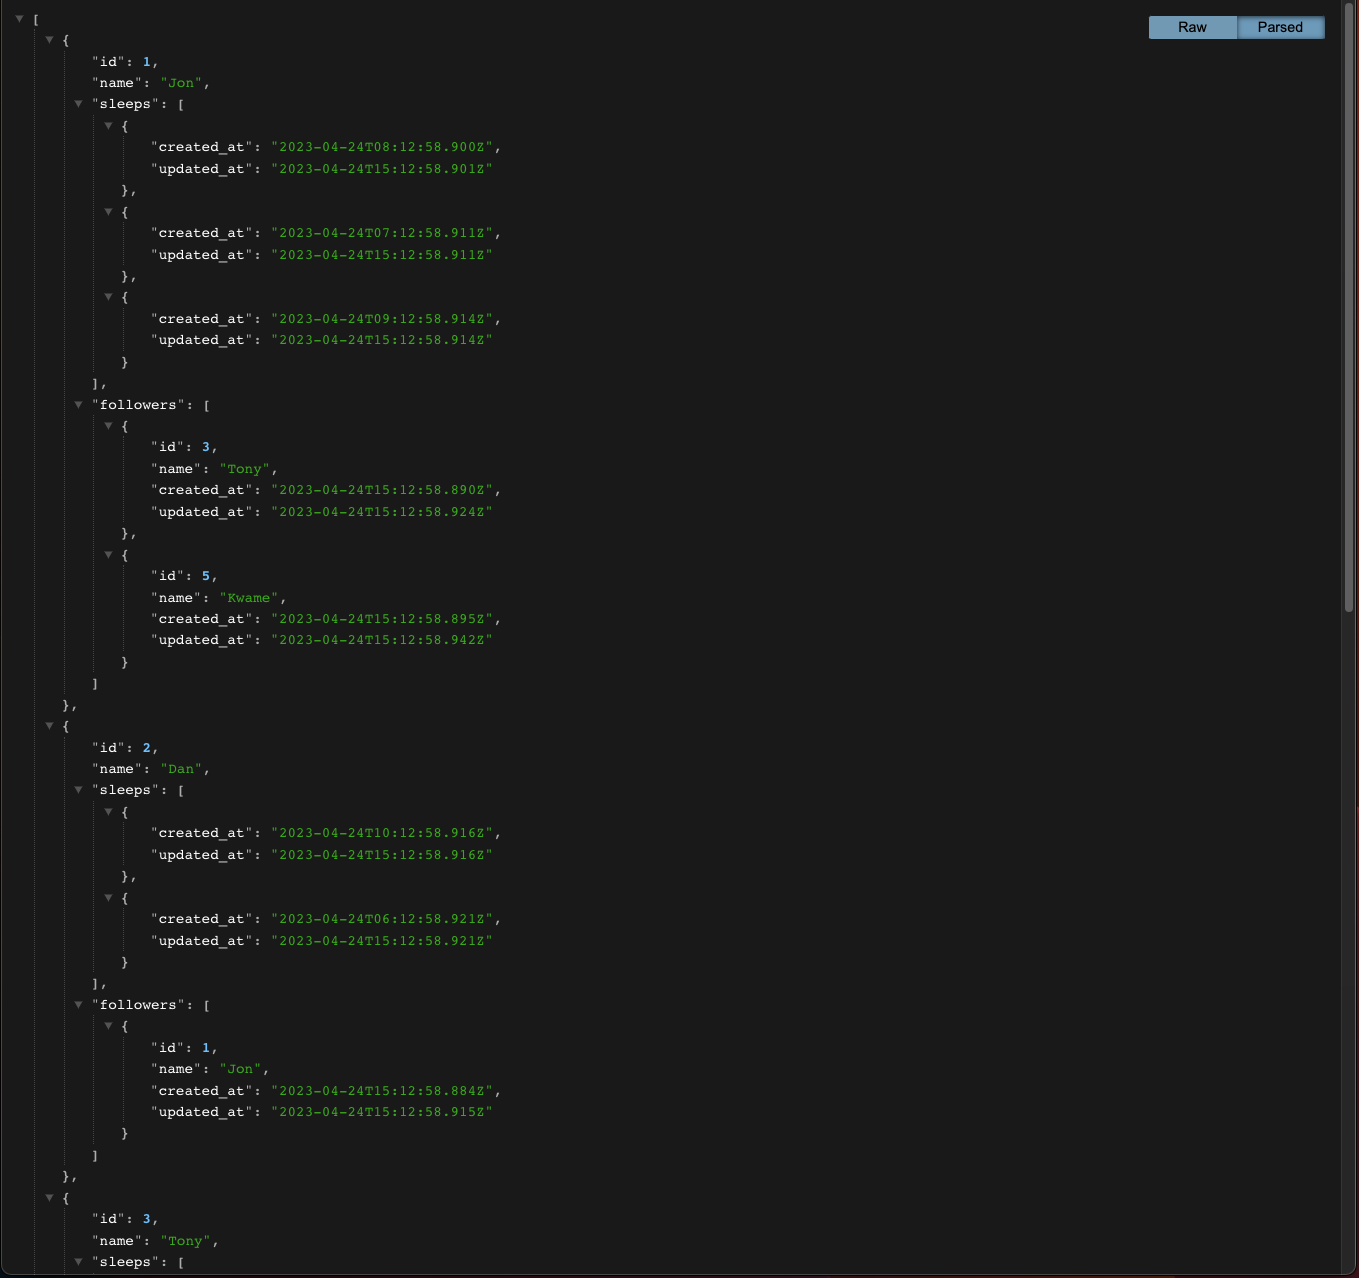 [
Raw Parsed
{
"id": 1,
"name": "Jon",
"sleeps": [
{
"created_at": "2023-04-24T08:12:58.900Z",
"updated_at": "2023-04-24T15:12:58.901Z"
},
{
"created_at": "2023-04-24T07:12:58.911Z",
"updated_at": "2023-04-24T15:12:58.911Z"
},
{
"created_at": "2023-04-24T09:12:58.914Z",
"updated_at": "2023-04-24T15:12:58.914Z"
}
],
"followers": [
{
"id": 3,
"name": "Tony",
"created_at": "2023-04-24T15:12:58.890Z",
"updated_at": "2023-04-24T15:12:58.924Z"
},
{
"id": 5,
"name": "Kwame",
"created_at": "2023-04-24T15:12:58.895Z",
"updated_at": "2023-04-24T15:12:58.942Z"
}
]
},
{
"id": 2,
"name": "Dan",
"sleeps": [
{
"created_at": "2023-04-24T10:12:58.916Z",
"updated_at": "2023-04-24T15:12:58.916Z"
},
{
"created_at": "2023-04-24T06:12:58.921Z",
"updated_at": "2023-04-24T15:12:58.921Z"
}
],
"followers": [
{
"id": 1,
"name": "Jon",
"created_at": "2023-04-24T15:12:58.884Z",
"updated_at": "2023-04-24T15:12:58.915Z"
}
]
},
{
"id": 3,
"name": "Tony",
"sleeps": [